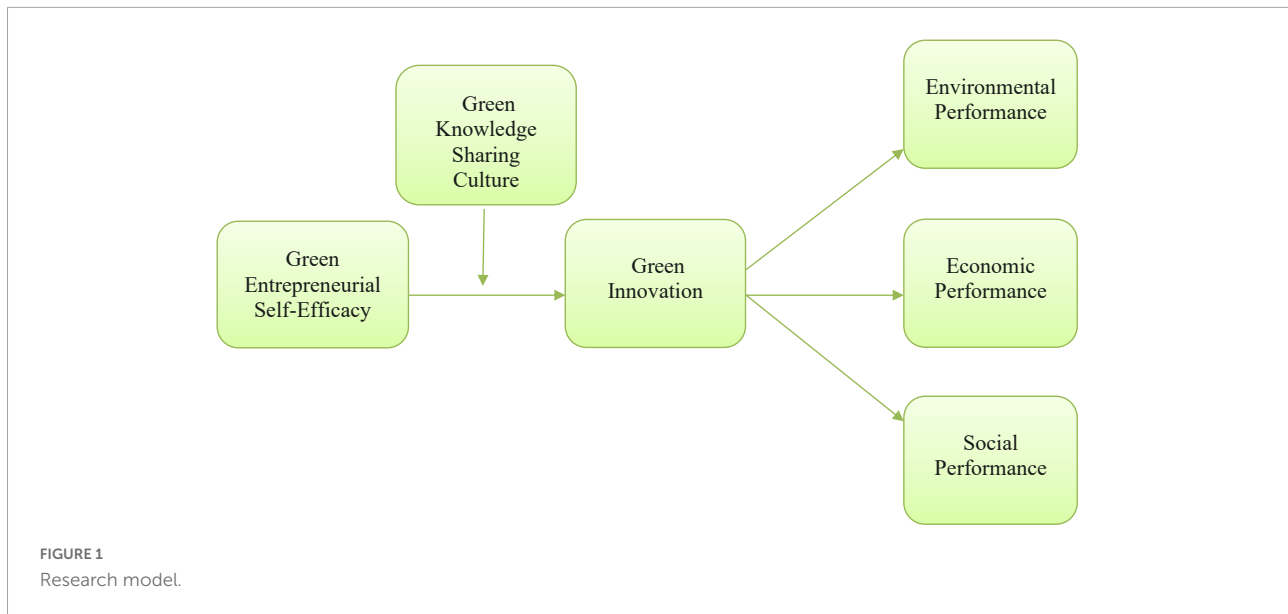 Green
Knowledge
Sharing
Culture
Green
Entrepreneurial
Self-Efficacy
Green
Innovation
Environmental
Performance
Economic
Performance
Social
Performance
FIGURE 1
Research model.